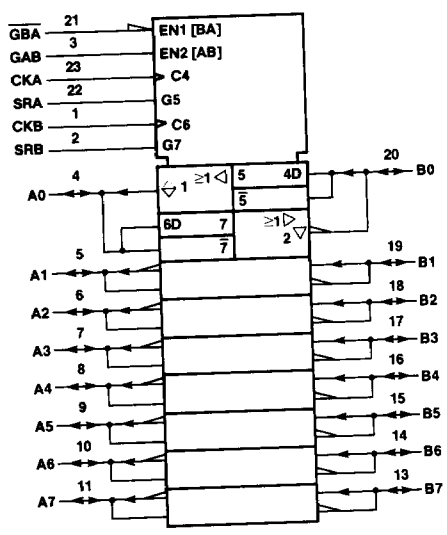 G̅B̅A̅ 21 EN1 [BA]
GAB 3 EN2 [AB]
CKA 23 C4
SRA 22 G5
CKB 1 C6
SRB 2 G7
A0 4 ▽ 1 ≥1 ◁ 5 4D 20 B0
5̅
6D 7 ≥1 ▷
7̅ 2 ▽
A1 5 19 B1
A2 6 18 B2
A3 7 17 B3
A4 8 16 B4
A5 9 15 B5
A6 10 14 B6
A7 11 13 B7